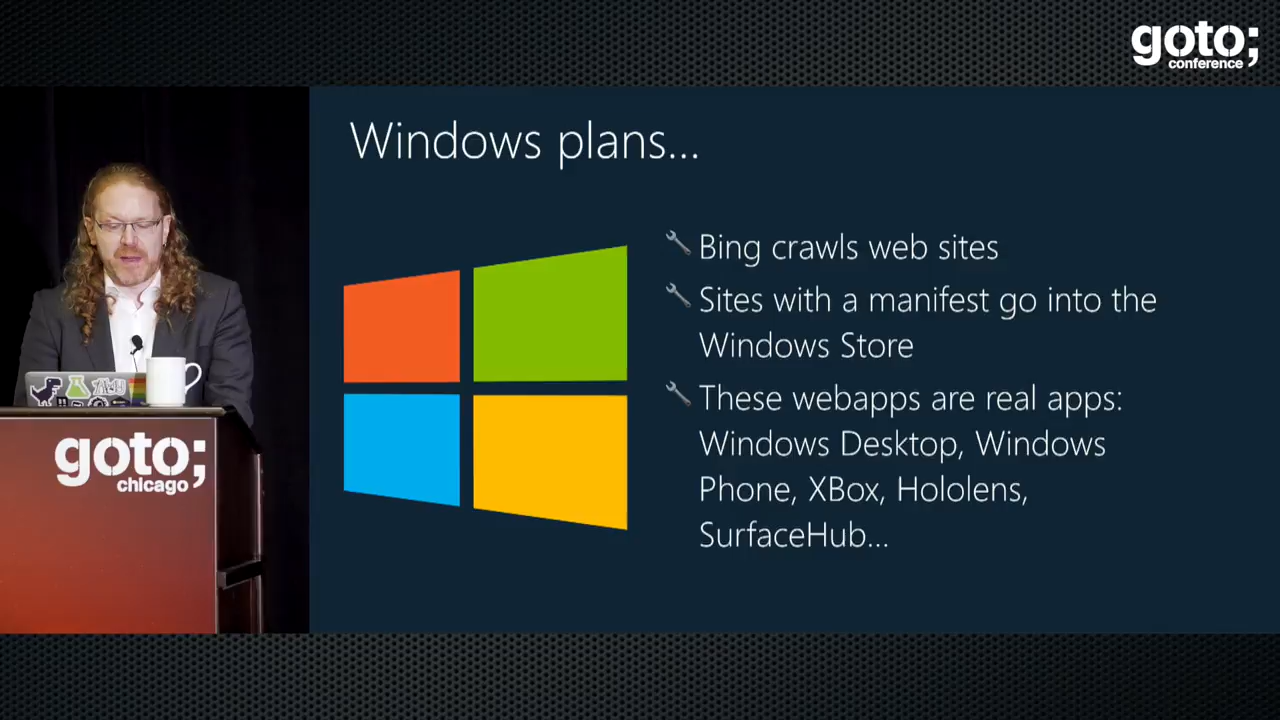 goto;
conference
Windows plans...
Bing crawls web sites
Sites with a manifest go into the
Windows Store
These webapps are real apps:
Windows Desktop, Windows
Phone, XBox, Hololens,
SurfaceHub...
goto;
chicago